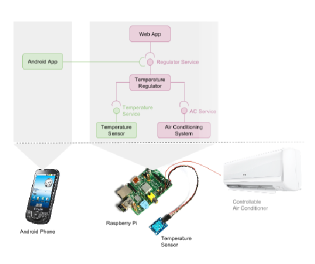 Web App
Android App
Regulator Service
Temperature
Regulator
Temperature
Service
AC Service
Temperature
Sensor
Air Conditioning
System
Controllable
Air Conditioner
Raspberry Pi
Android Phone
Temperature
Sensor